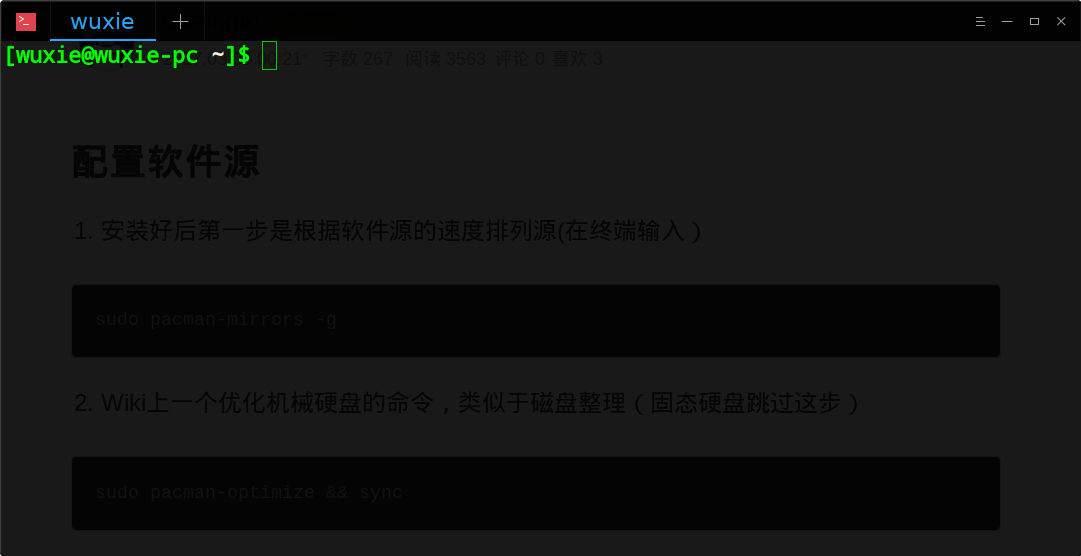 wuxie
[wuxie@wuxie-pc ~]$
21* 字数 267 阅读 3563 评论 0 喜欢 3
配置软件源
1. 安装好后第一步是根据软件源的速度排列源(在终端输入）
sudo pacman-mirrors -g
2. Wiki上一个优化机械硬盘的命令，类似于磁盘整理（固态硬盘跳过这步）
sudo pacman-optimize && sync